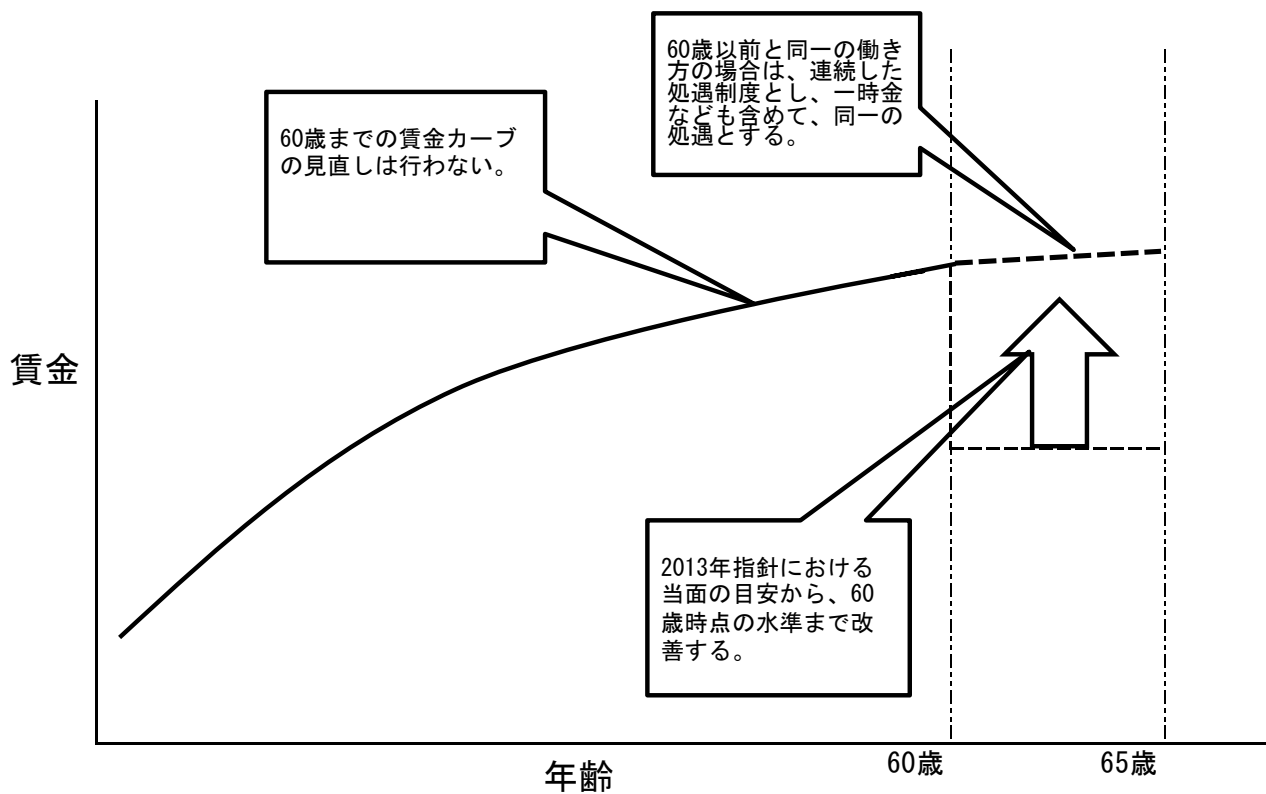 60歳以前と同一の働き
方の場合は、連続した
処遇制度とし、一時金
なども含めて、同一の
処遇とする。
60歳までの賃金カーブ
の見直しは行わない。
賃金
2013年指針における
当面の目安から、60
歳時点の水準まで改
善する。
年齢
60歳
65歳